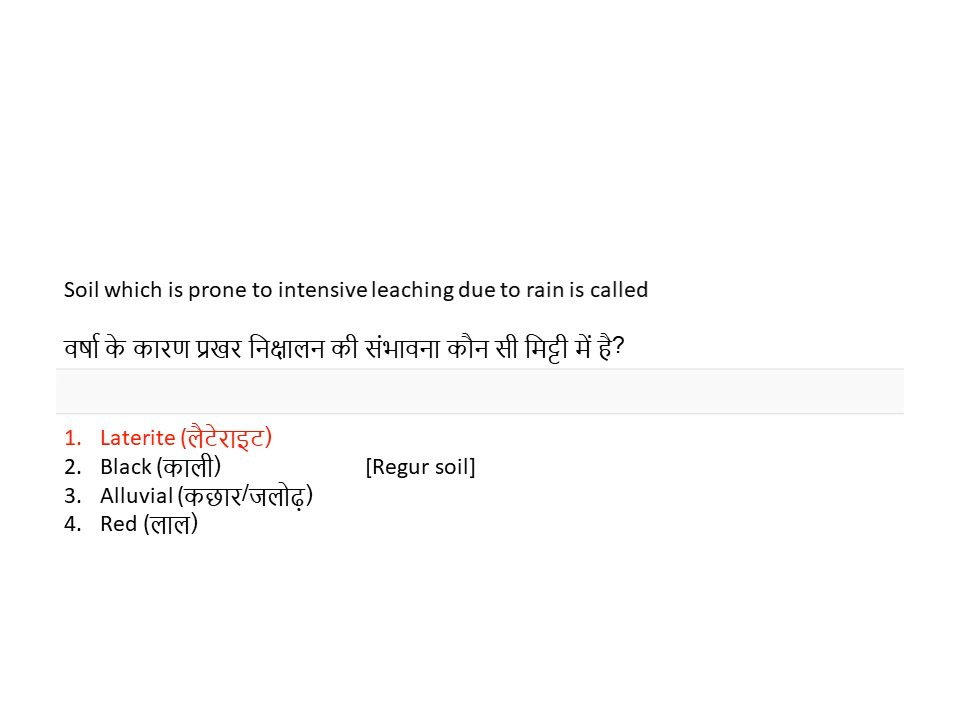 Soil which is prone to intensive leaching due to rain is called
वर्षा के कारण प्रखर निक्षालन की संभावना कौन सी मिट्टी में है?
1. Laterite (लैटेराइट)
2. Black (काली) [Regur soil]
3. Alluvial (कछार/जलोढ़)
4. Red (लाल)